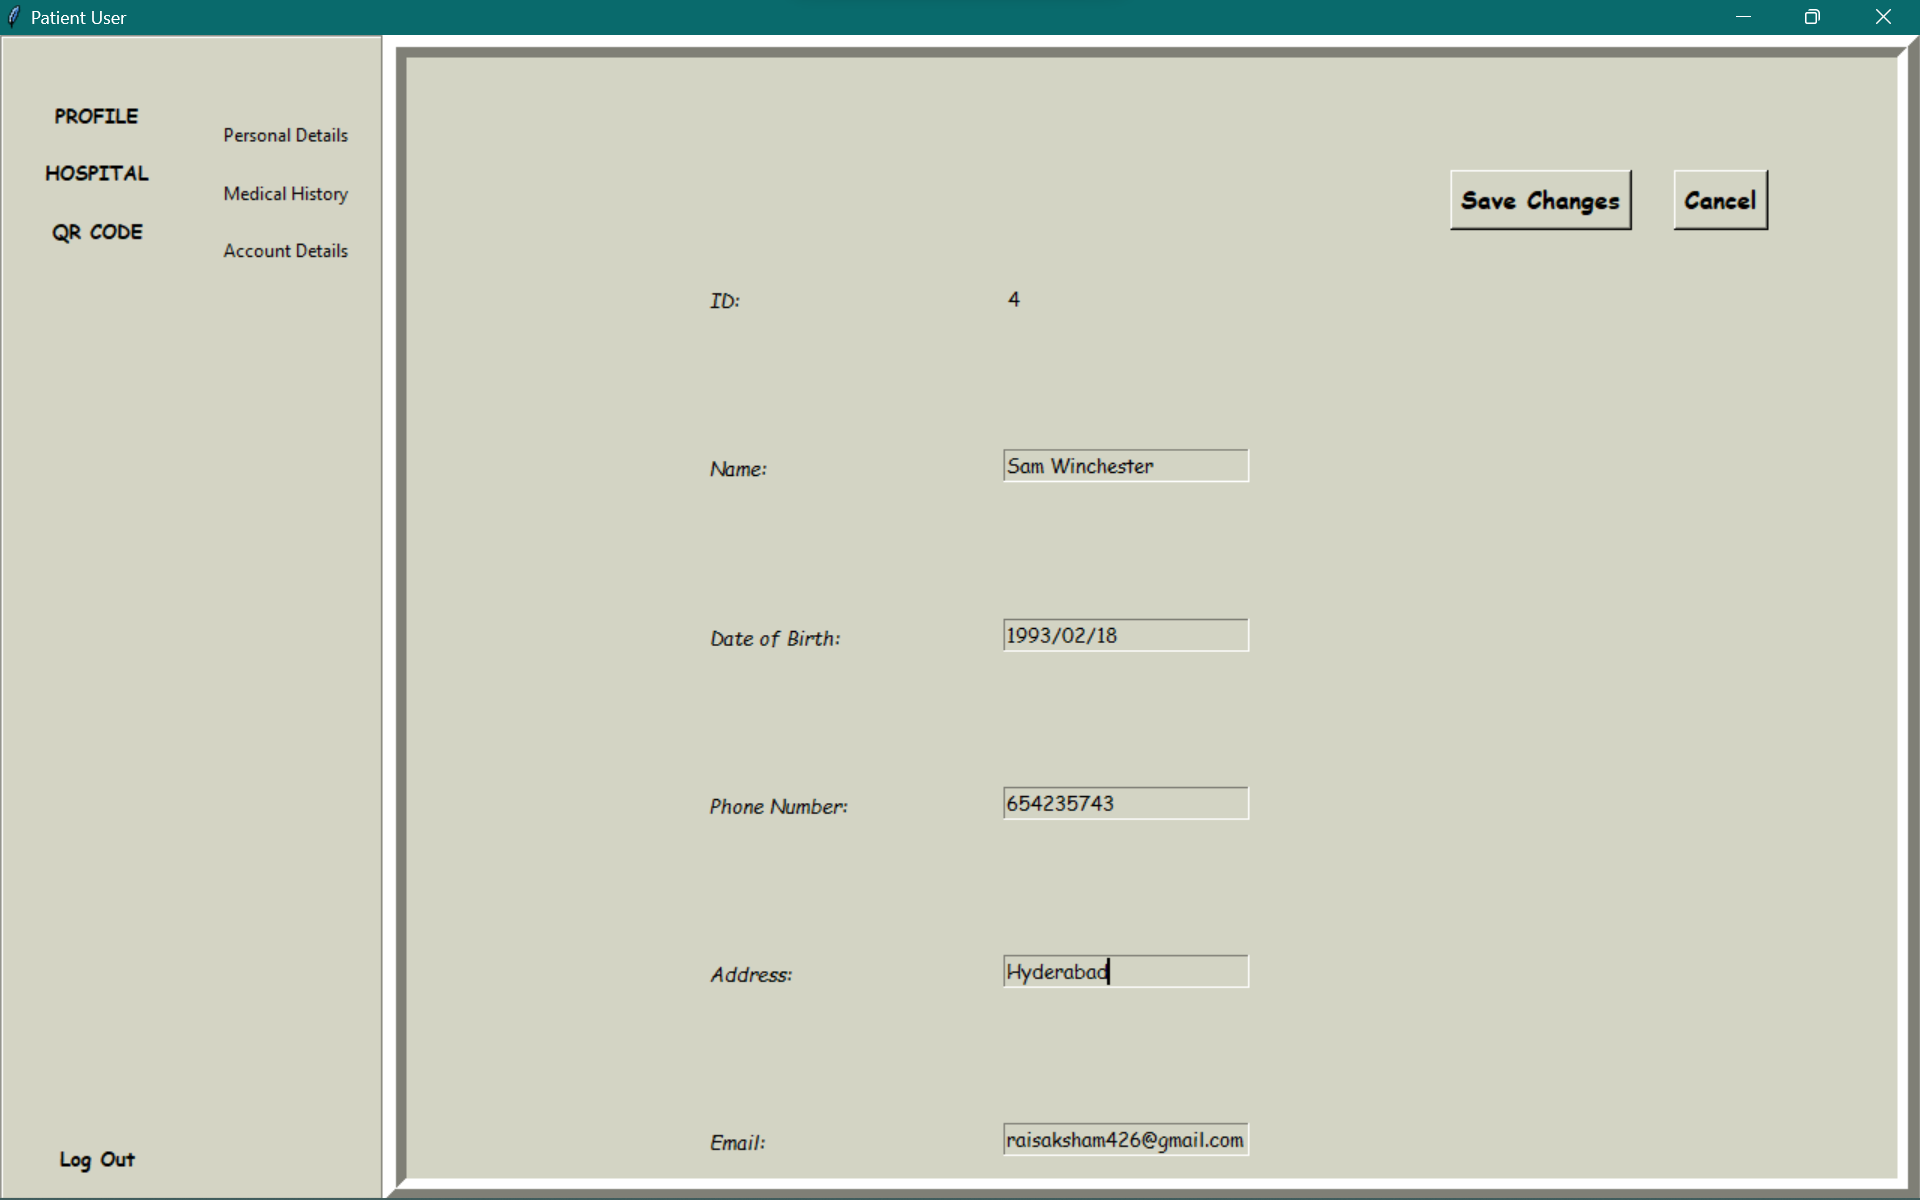 Patient User
PROFILE
Personal Details
HOSPITAL
Medical History
QR CODE
Account Details
Log Out
Save Changes
Cancel
ID: 4
Name: Sam Winchester
Date of Birth: 1993/02/18
Phone Number: 654235743
Address: Hyderabad
Email: raisaksham426@gmail.com